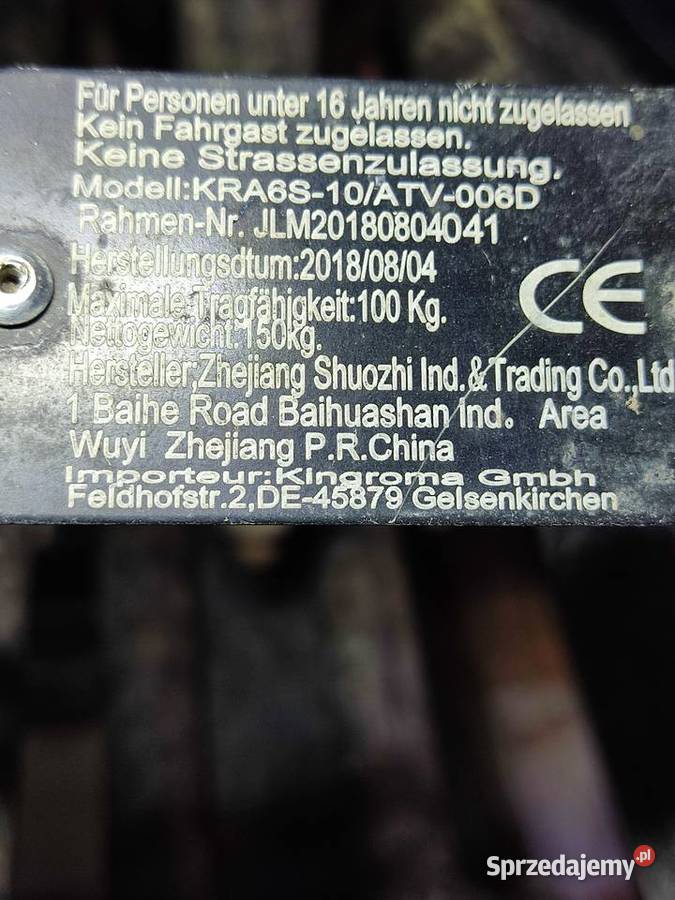 Für Personen unter 16 Jahren nicht zugelassen
Kein Fahrgast zugelassen.
Keine Strassenzulassung.
Modell:KRA6S-10/ATV-006D
Rahmen-Nr. JLM20180804041
Herstellungsdtum:2018/08/04
Maximale Tragfähigkeit:100 Kg.
Nettogewicht:150kg.
CE
Hersteller;Zhejiang Shuozhi Ind.&Trading Co.,Ltd
1 Baihe Road Baihuashan Ind。 Area
Wuyi Zhejiang P.R.China
Importeur:Kingroma Gmbh
Feldhofstr.2,DE-45879 Gelsenkirchen
Sprzedajemy.pl